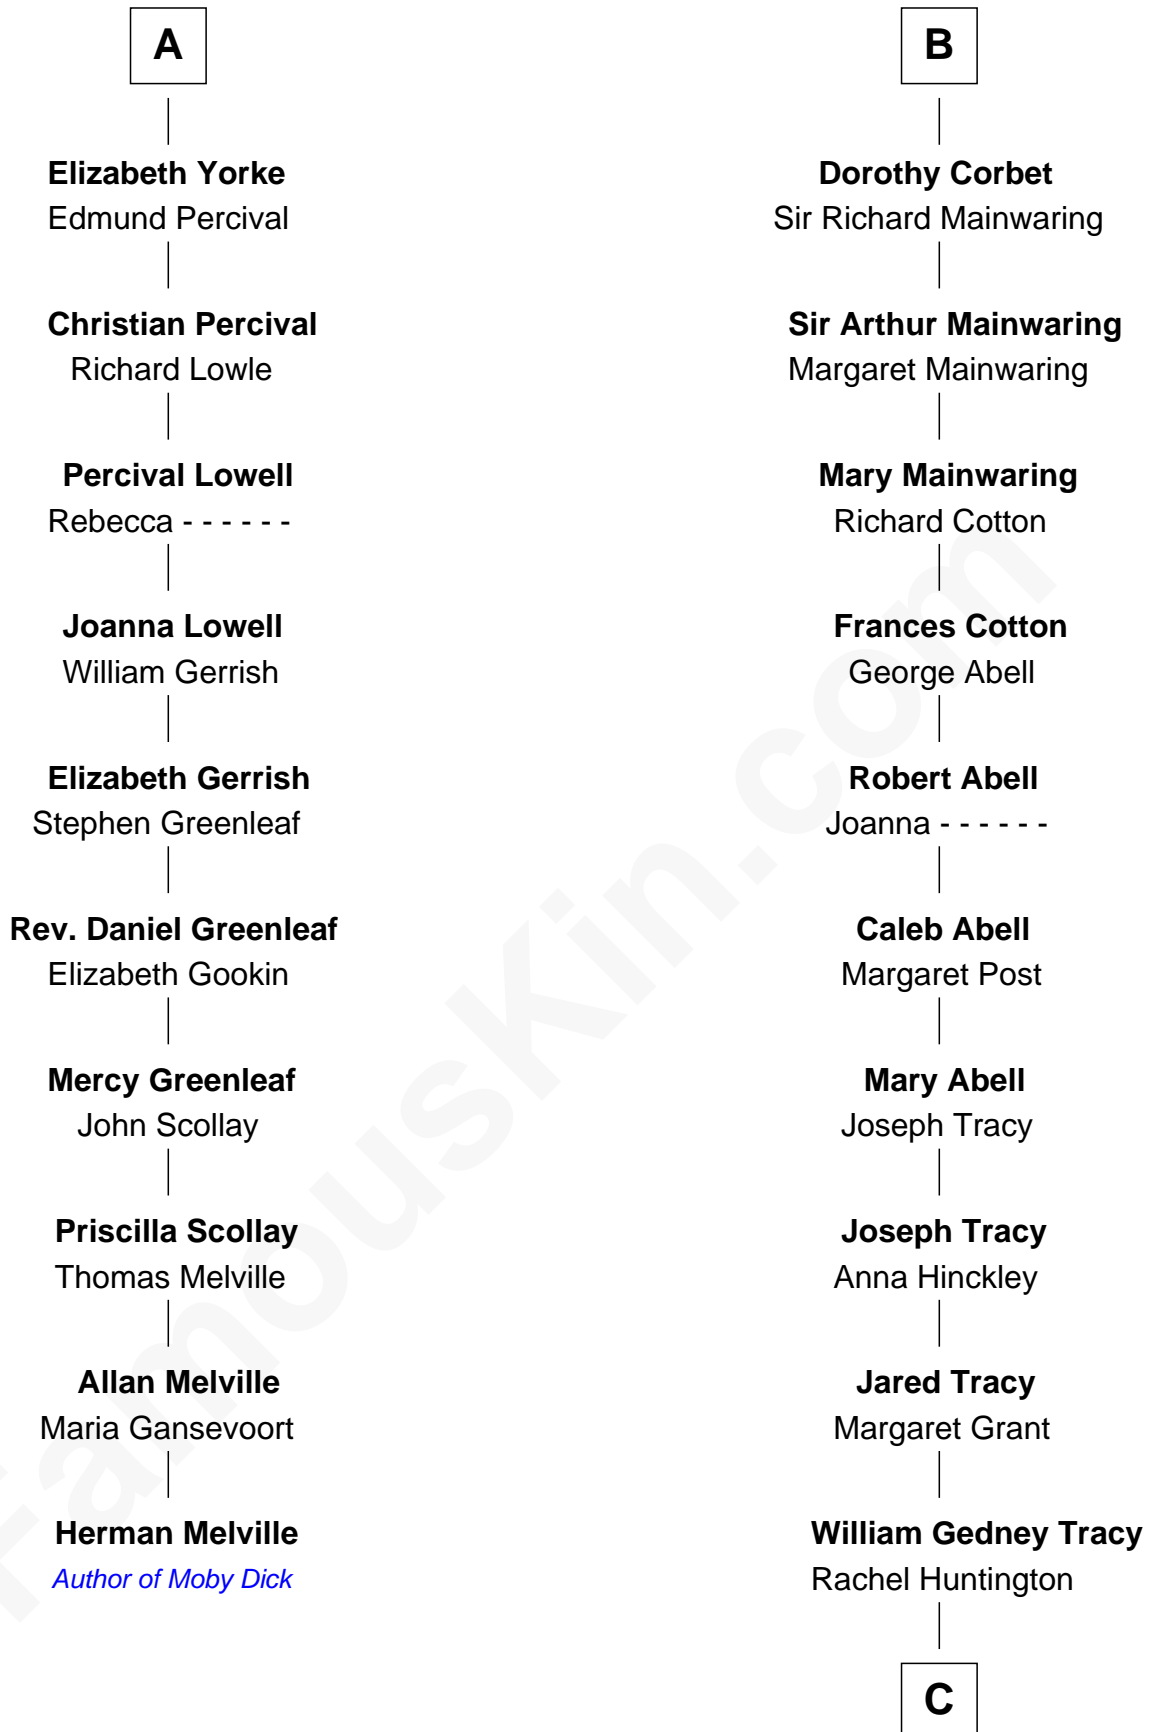 A
Elizabeth Yorke
Edmund Percival
Christian Percival
Richard Lowle
Percival Lowell
Rebecca - - - - - -
Joanna Lowell
William Gerrish
Elizabeth Gerrish
Stephen Greenleaf
Rev. Daniel Greenleaf
Elizabeth Gookin
Mercy Greenleaf
John Scollay
Priscilla Scollay
Thomas Melville
Allan Melville
Maria Gansevoort
Herman Melville
Author of Moby Dick
B
Dorothy Corbet
Sir Richard Mainwaring
Sir Arthur Mainwaring
Margaret Mainwaring
Mary Mainwaring
Richard Cotton
Frances Cotton
George Abell
Robert Abell
Joanna - - - - - -
Caleb Abell
Margaret Post
Mary Abell
Joseph Tracy
Joseph Tracy
Anna Hinckley
Jared Tracy
Margaret Grant
William Gedney Tracy
Rachel Huntington
C
FamousKin.com